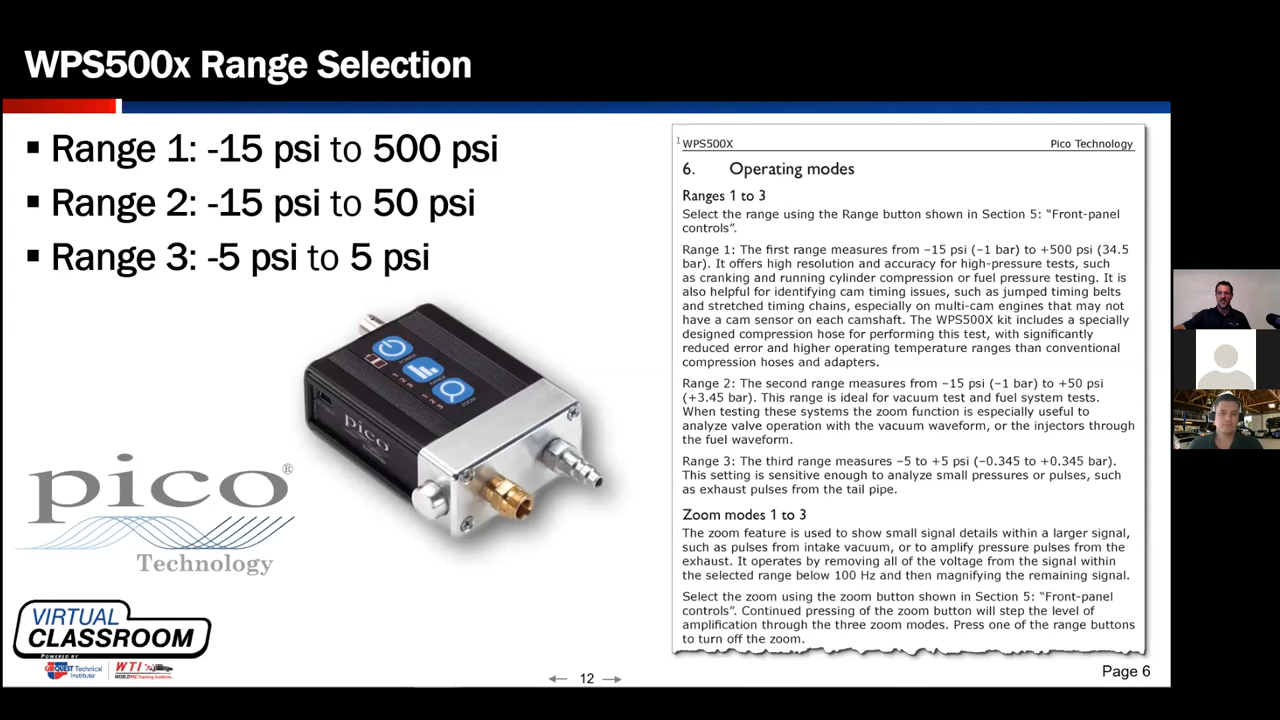 WPS500x Range Selection
▪ Range 1: -15 psi to 500 psi
▪ Range 2: -15 psi to 50 psi
▪ Range 3: -5 psi to 5 psi
POWER
RANGE
1 2 3
ZOOM
1 2 3
pico
pico®
Technology
VIRTUAL
CLASSROOM
POWERED BY
CARQUEST Technical
Institute
WTI
WORLDPAC Training Institute
WPS500X Pico Technology
6. Operating modes
Ranges 1 to 3
Select the range using the Range button shown in Section 5: “Front-panel
controls”.
Range 1: The first range measures from –15 psi (–1 bar) to +500 psi (34.5
bar). It offers high resolution and accuracy for high-pressure tests, such
as cranking and running cylinder compression or fuel pressure testing. It is
also helpful for identifying cam timing issues, such as jumped timing belts
and stretched timing chains, especially on multi-cam engines that may not
have a cam sensor on each camshaft. The WPS500X kit includes a specially
designed compression hose for performing this test, with significantly
reduced error and higher operating temperature ranges than conventional
compression hoses and adapters.
Range 2: The second range measures from –15 psi (–1 bar) to +50 psi
(+3.45 bar). This range is ideal for vacuum test and fuel system tests.
When testing these systems the zoom function is especially useful to
analyze valve operation with the vacuum waveform, or the injectors through
the fuel waveform.
Range 3: The third range measures –5 to +5 psi (–0.345 to +0.345 bar).
This setting is sensitive enough to analyze small pressures or pulses, such
as exhaust pulses from the tail pipe.
Zoom modes 1 to 3
The zoom feature is used to show small signal details within a larger signal,
such as pulses from intake vacuum, or to amplify pressure pulses from the
exhaust. It operates by removing all of the voltage from the signal within
the selected range below 100 Hz and then magnifying the remaining signal.
Select the zoom using the zoom button shown in Section 5: “Front-panel
controls”. Continued pressing of the zoom button will step the level of
amplification through the three zoom modes. Press one of the range buttons
to turn off the zoom.
Page 6
12